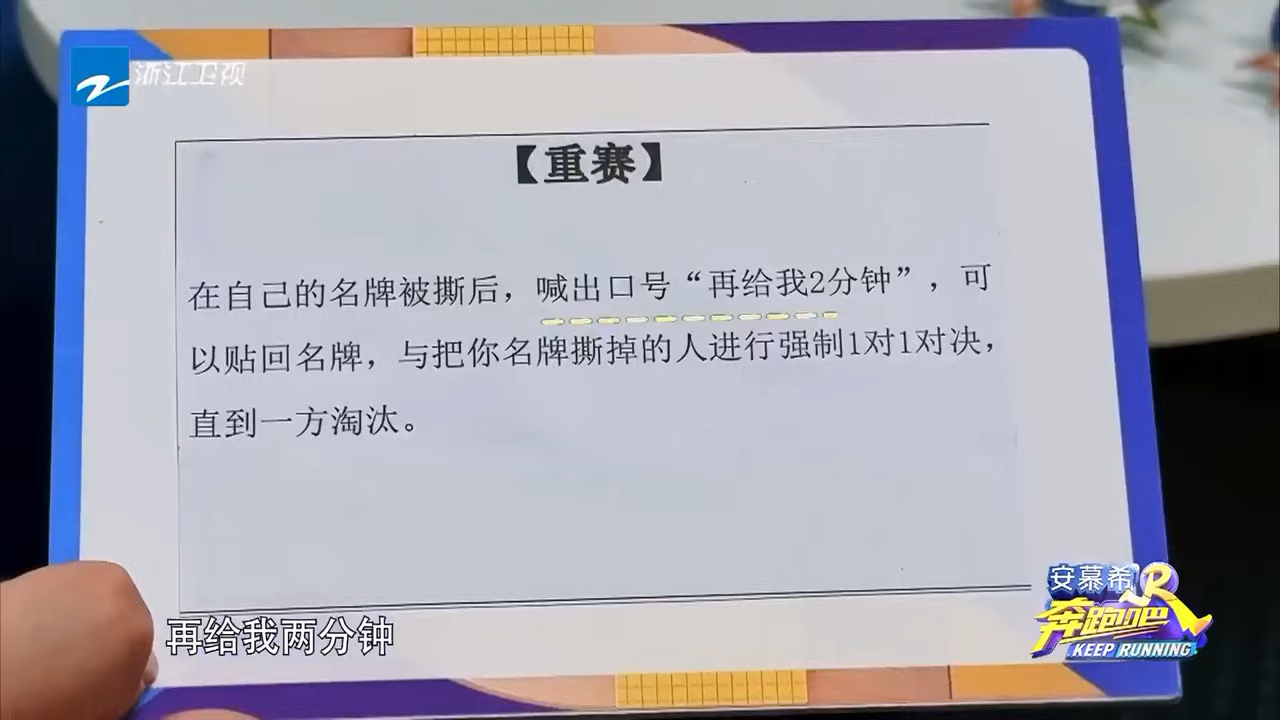 浙江卫视
【重赛】
在自己的名牌被撕后，喊出口号“再给我2分钟”，可
以贴回名牌，与把你名牌撕掉的人进行强制1对1对决，
直到一方淘汰。
再给我两分钟
安慕希
奔跑吧
KEEP RUNNING